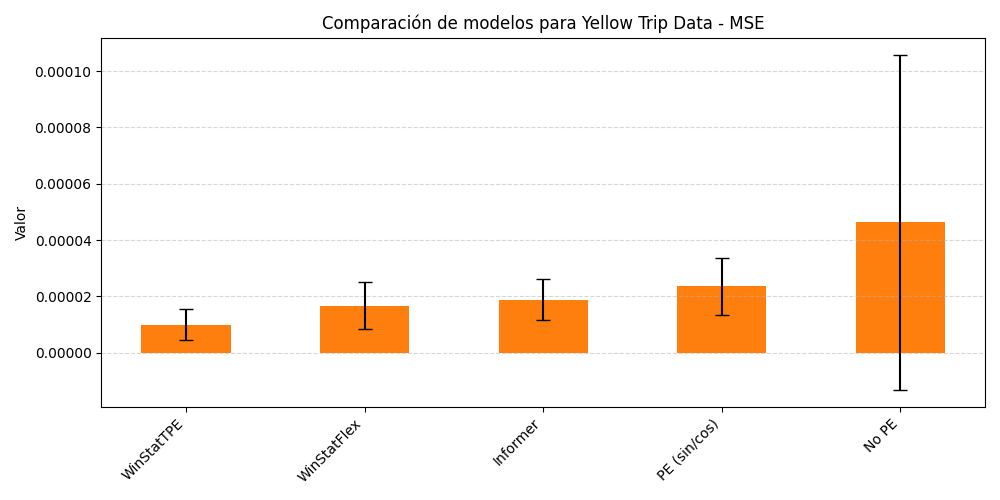 Comparación de modelos para Yellow Trip Data - MSE
Valor
0.00010
0.00008
0.00006
0.00004
0.00002
0.00000
WinStatTPE
WinStatFlex
Informer
PE (sin/cos)
No PE